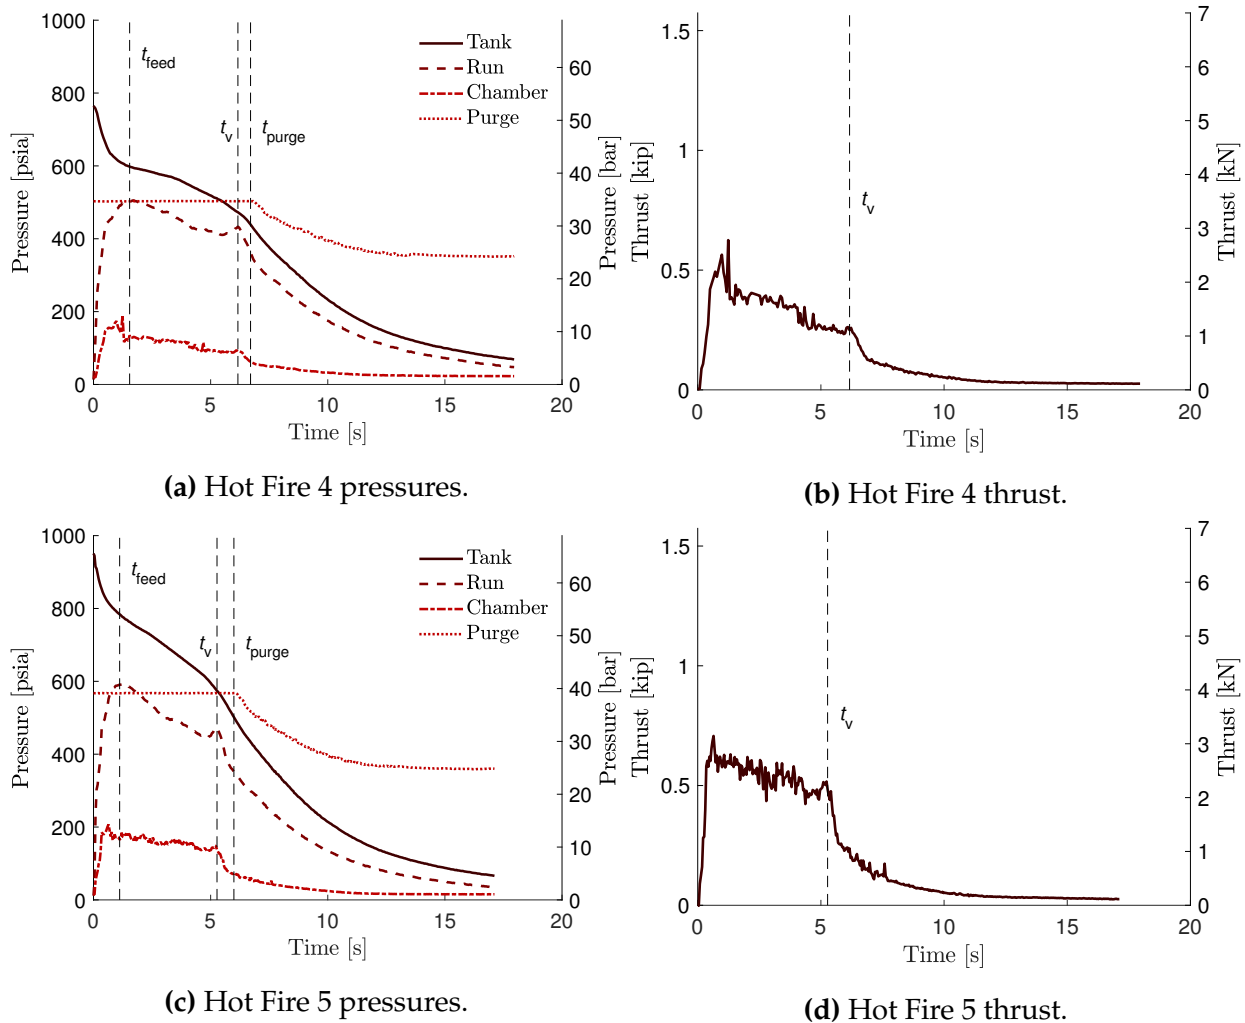 1000
800
600
400
200
0
Pressure [psia]
0 5 10 15 20
Time [s]
60
50
40
30
20
10
0
Pressure [bar]
t_feed
t_v
t_purge
Tank
Run
Chamber
Purge
(a) Hot Fire 4 pressures.
1.5
1
0.5
0
Thrust [kip]
0 5 10 15 20
Time [s]
7
6
5
4
3
2
1
0
Thrust [kN]
t_v
(b) Hot Fire 4 thrust.
1000
800
600
400
200
0
Pressure [psia]
0 5 10 15 20
Time [s]
60
50
40
30
20
10
0
Pressure [bar]
t_feed
t_v
t_purge
Tank
Run
Chamber
Purge
(c) Hot Fire 5 pressures.
1.5
1
0.5
0
Thrust [kip]
0 5 10 15 20
Time [s]
7
6
5
4
3
2
1
0
Thrust [kN]
t_v
(d) Hot Fire 5 thrust.